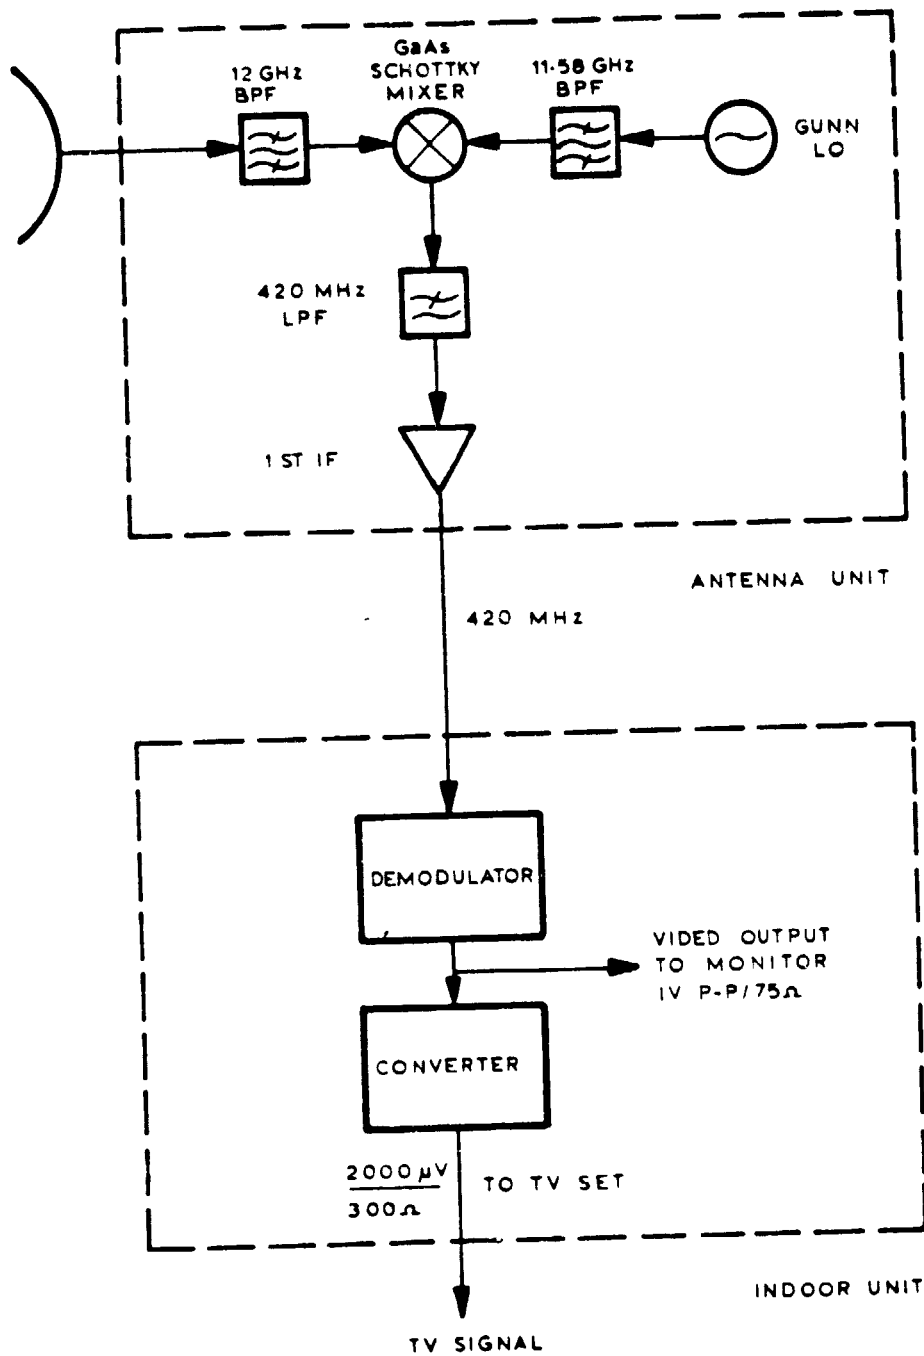 GaAs
SCHOTTKY
MIXER
12 GHz
BPF
11·58 GHz
BPF
GUNN
LO
420 MHz
LPF
1 ST IF
ANTENNA UNIT
420 MHz
DEMODULATOR
VIDEO OUTPUT
TO MONITOR
1V P-P/75Ω
CONVERTER
2000 μV
300Ω
TO TV SET
INDOOR UNIT
TV SIGNAL